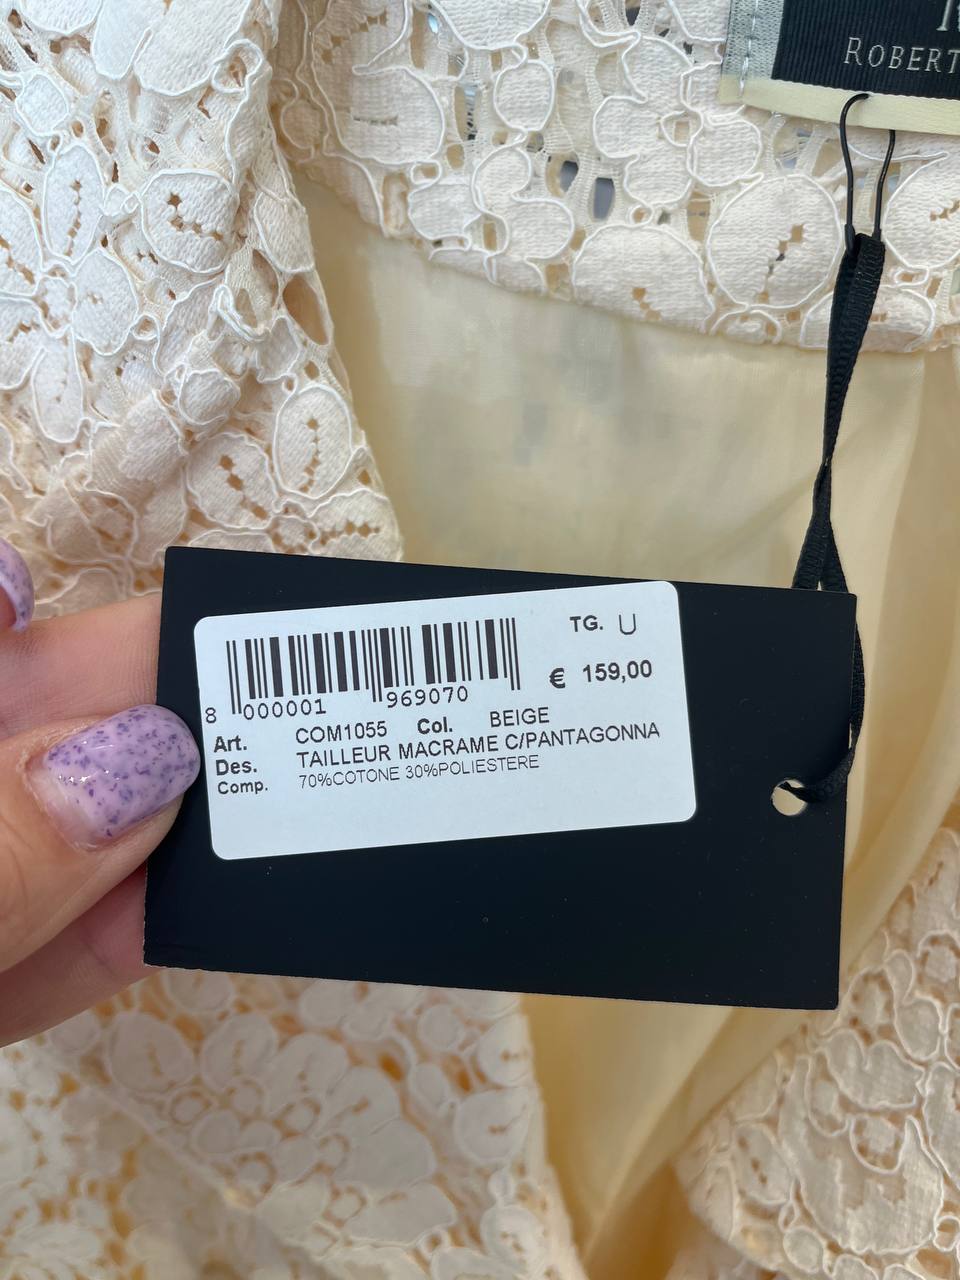 ROBERT
TG. U
€ 159,00
8 000001 969070
Art. COM1055 Col. BEIGE
Des. TAILLEUR MACRAME C/PANTAGONNA
Comp. 70%COTONE 30%POLIESTERE